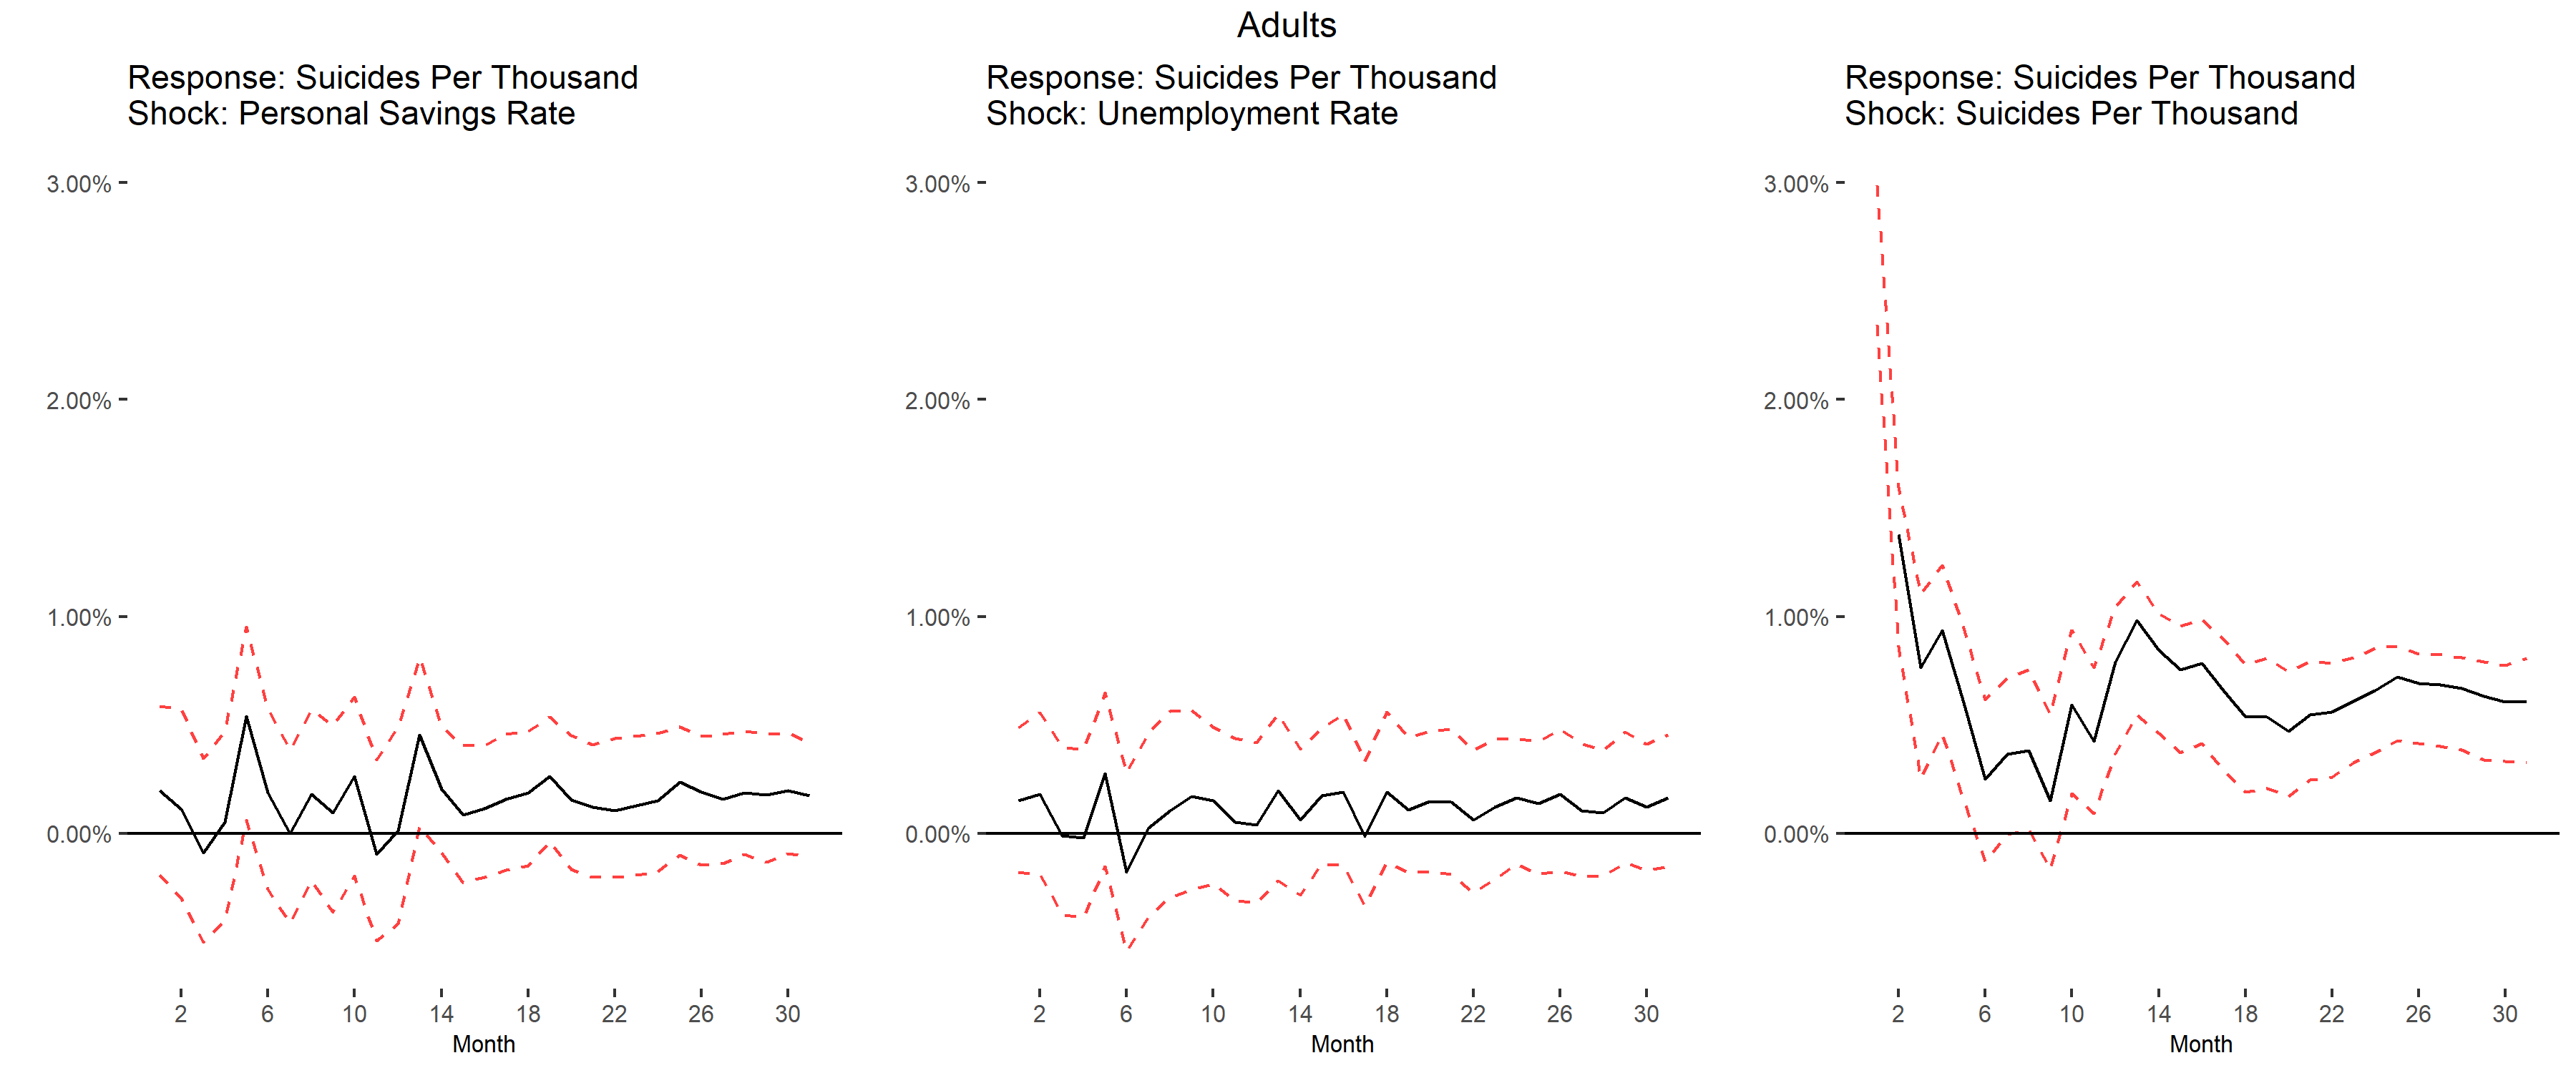 Adults
Response: Suicides Per Thousand
Shock: Personal Savings Rate
3.00%
2.00%
1.00%
0.00%
2 6 10 14 18 22 26 30
Month
Response: Suicides Per Thousand
Shock: Unemployment Rate
3.00%
2.00%
1.00%
0.00%
2 6 10 14 18 22 26 30
Month
Response: Suicides Per Thousand
Shock: Suicides Per Thousand
3.00%
2.00%
1.00%
0.00%
2 6 10 14 18 22 26 30
Month